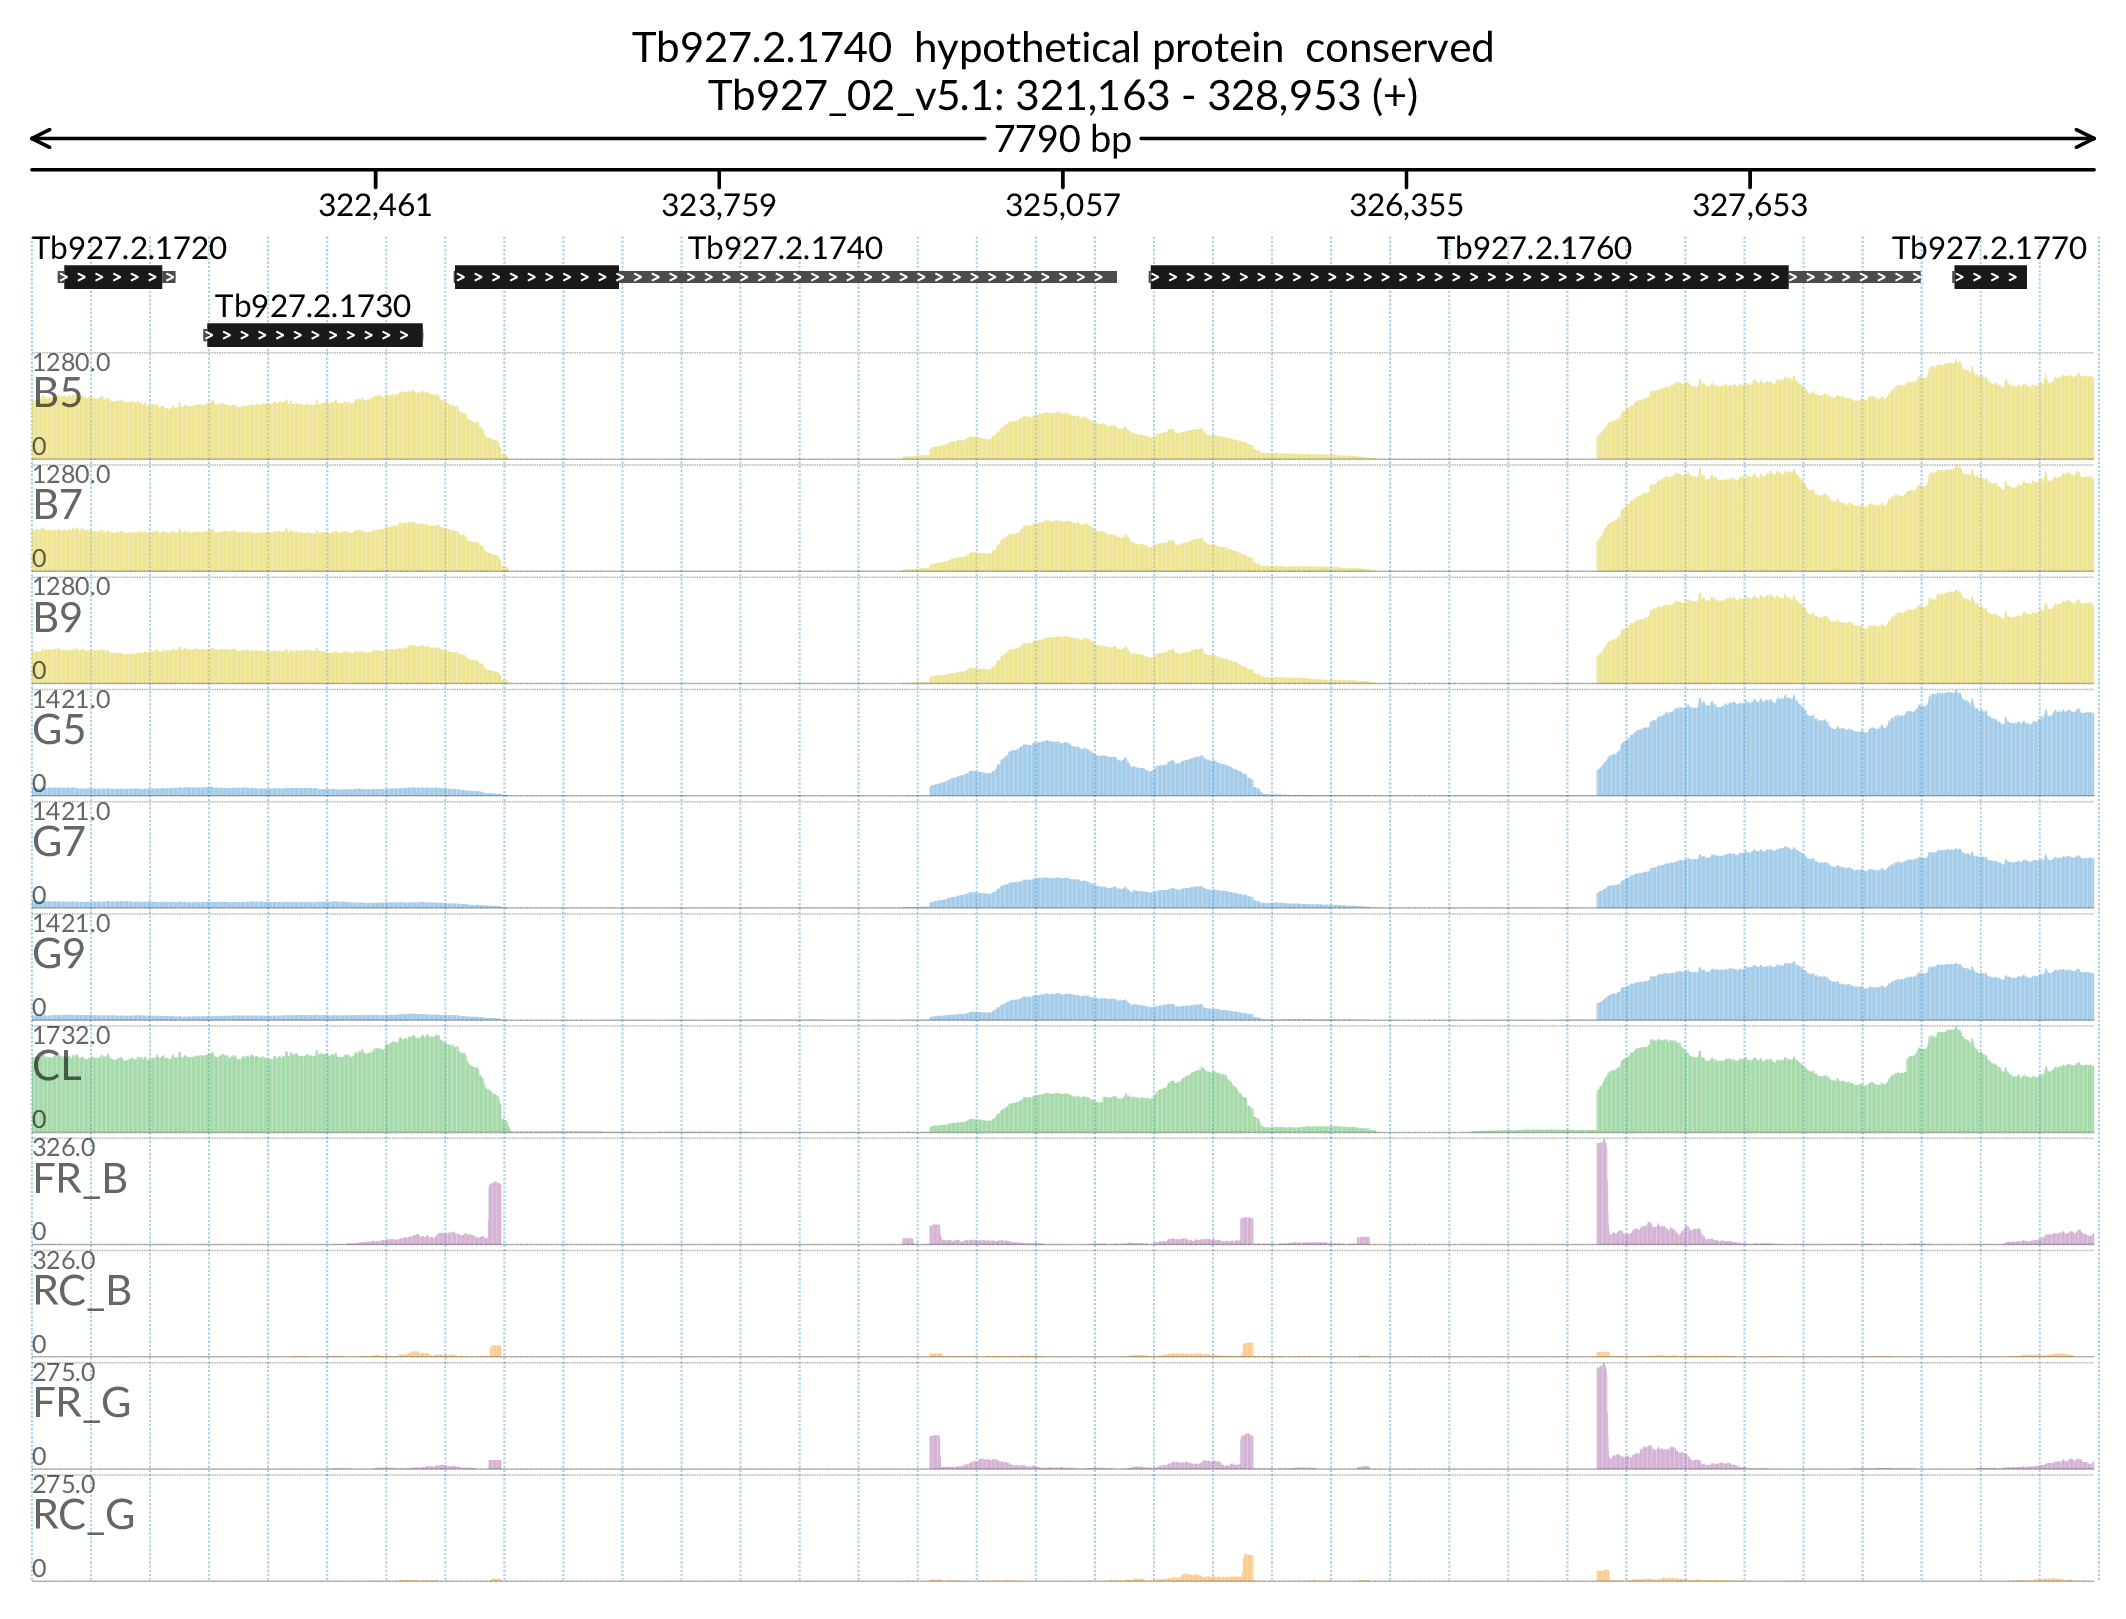 Tb927.2.1740  hypothetical protein  conserved
Tb927_02_v5.1: 321,163 - 328,953 (+)
7790 bp
322,461 323,759 325,057 326,355 327,653
Tb927.2.1720 Tb927.2.1740 Tb927.2.1760 Tb927.2.1770
Tb927.2.1730
1280.0
B5
0
1280.0
B7
0
1280.0
B9
0
1421.0
G5
0
1421.0
G7
0
1421.0
G9
0
1732.0
CL
0
326.0
FR_B
0
326.0
RC_B
0
275.0
FR_G
0
275.0
RC_G
0